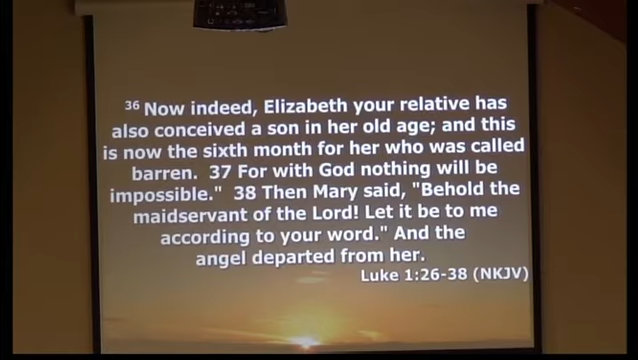 36 Now indeed, Elizabeth your relative has
also conceived a son in her old age; and this
is now the sixth month for her who was called
barren. 37 For with God nothing will be
impossible." 38 Then Mary said, "Behold the
maidservant of the Lord! Let it be to me
according to your word." And the
angel departed from her.
Luke 1:26-38 (NKJV)